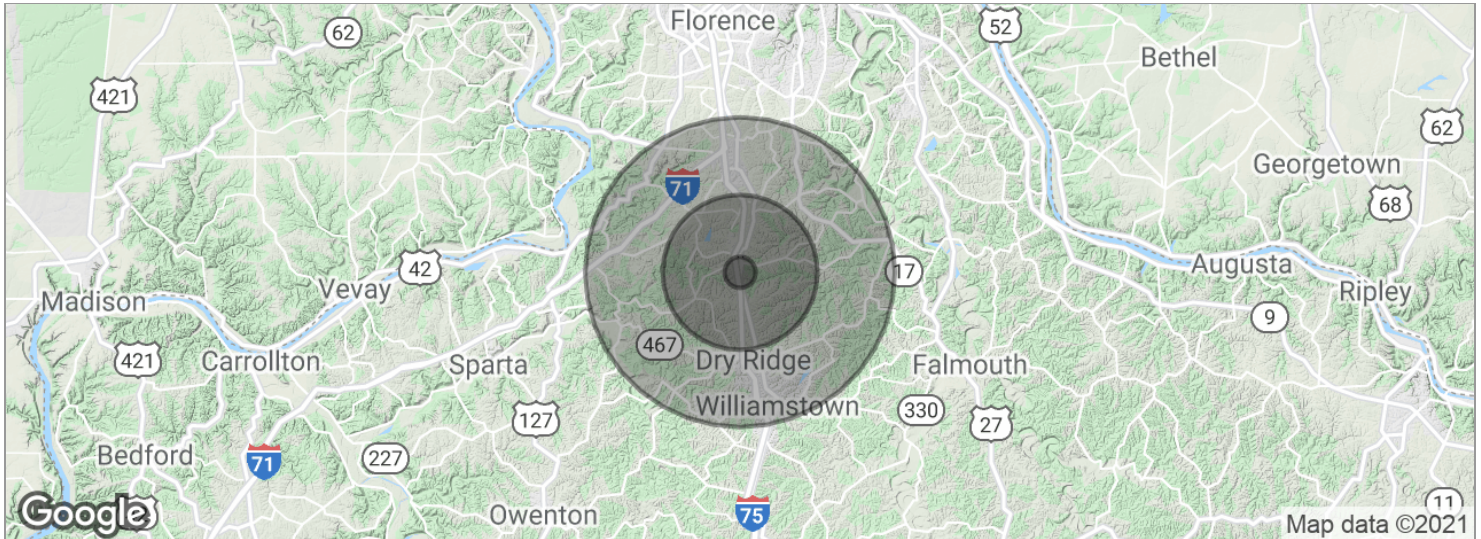 Florence
52
62
Bethel
421
62
Georgetown
71
68
17
42
Augusta
Vevay
Ripley
Madison
9
467
421
Carrollton
Sparta
Dry Ridge
Falmouth
Williamstown
330
127
27
Bedford
71
227
11
Google
Owenton
75
Map data ©2021